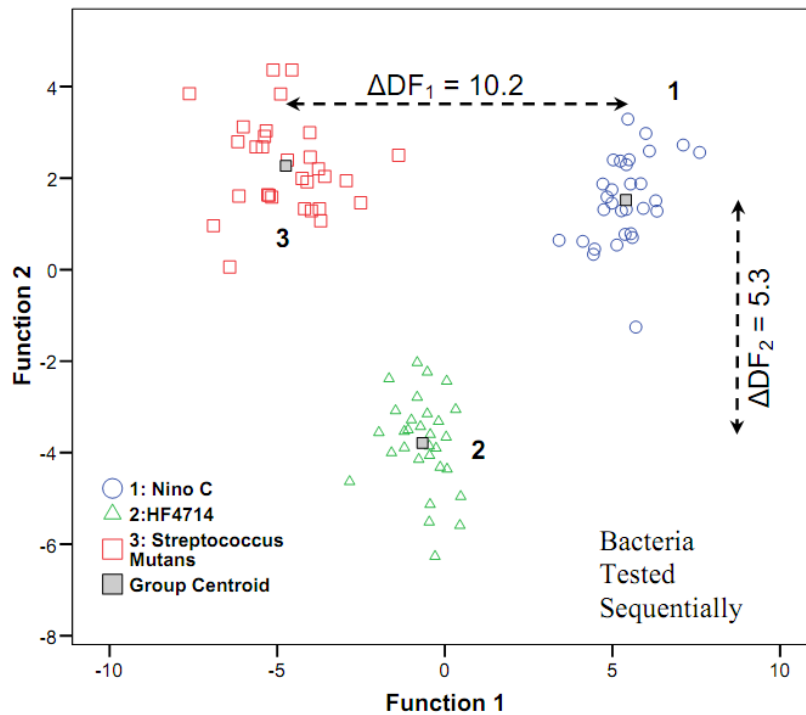 ΔDF₁ = 10.2
1
4
2
0
-2
-4
-6
-8
Function 2
3
2
ΔDF₂ = 5.3
1: Nino C
2:HF4714
3: Streptococcus
Mutans
Group Centroid
Bacteria
Tested
Sequentially
-10
-5
0
5
10
Function 1